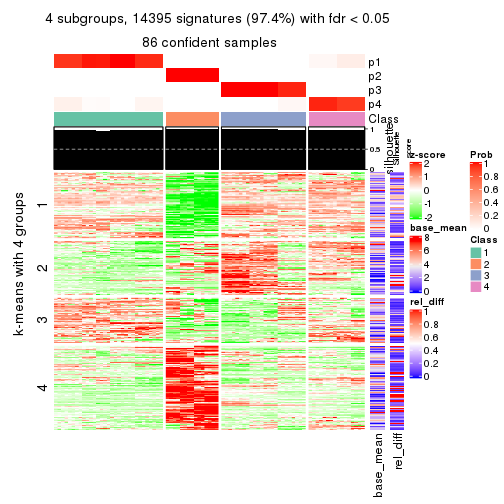 4 subgroups, 14395 signatures (97.4%) with fdr < 0.05
86 confident samples
p1
p2
p3
p4
Class
1
0.5
0
silhouette
Silhouette
score
k-means with 4 groups
1
2
3
4
base_mean
rel_diff
z-score
2
1
0
-1
-2
base_mean
8
6
4
2
0
rel_diff
1
0.8
0.6
0.4
0.2
0
Prob
1
0.8
0.6
0.4
0.2
0
Class
1
2
3
4